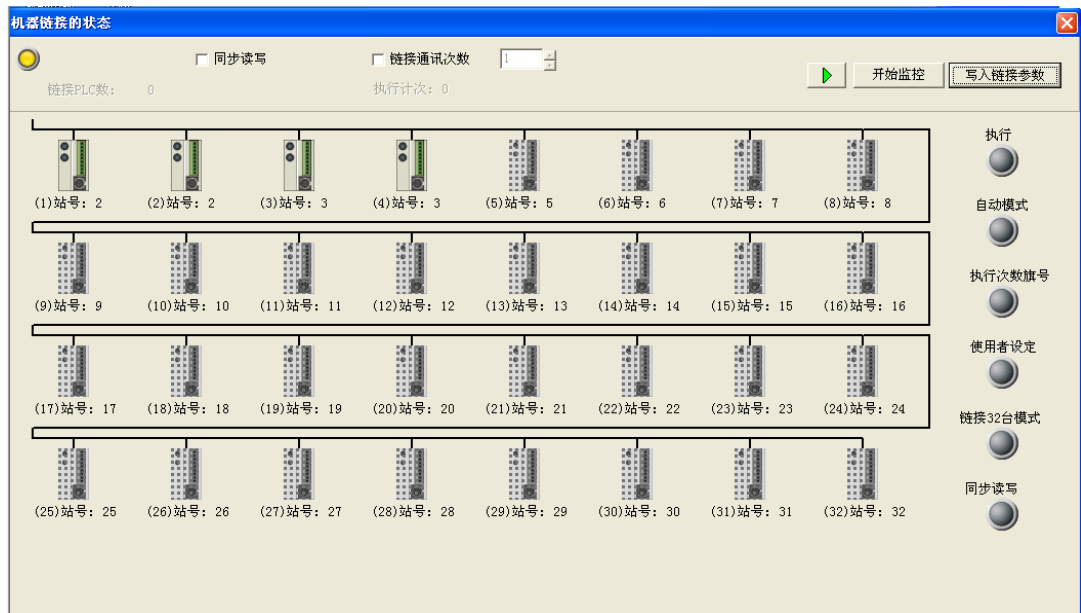 机器链接的状态
同步读写
链接通讯次数
1
开始监控
写入链接参数
链接PLC数: 0
执行计次: 0
执行
(1)站号: 2 (2)站号: 2 (3)站号: 3 (4)站号: 3 (5)站号: 5 (6)站号: 6 (7)站号: 7 (8)站号: 8
自动模式
执行次数旗号
(9)站号: 9 (10)站号: 10 (11)站号: 11 (12)站号: 12 (13)站号: 13 (14)站号: 14 (15)站号: 15 (16)站号: 16
使用者设定
(17)站号: 17 (18)站号: 18 (19)站号: 19 (20)站号: 20 (21)站号: 21 (22)站号: 22 (23)站号: 23 (24)站号: 24
链接32台模式
同步读写
(25)站号: 25 (26)站号: 26 (27)站号: 27 (28)站号: 28 (29)站号: 29 (30)站号: 30 (31)站号: 31 (32)站号: 32